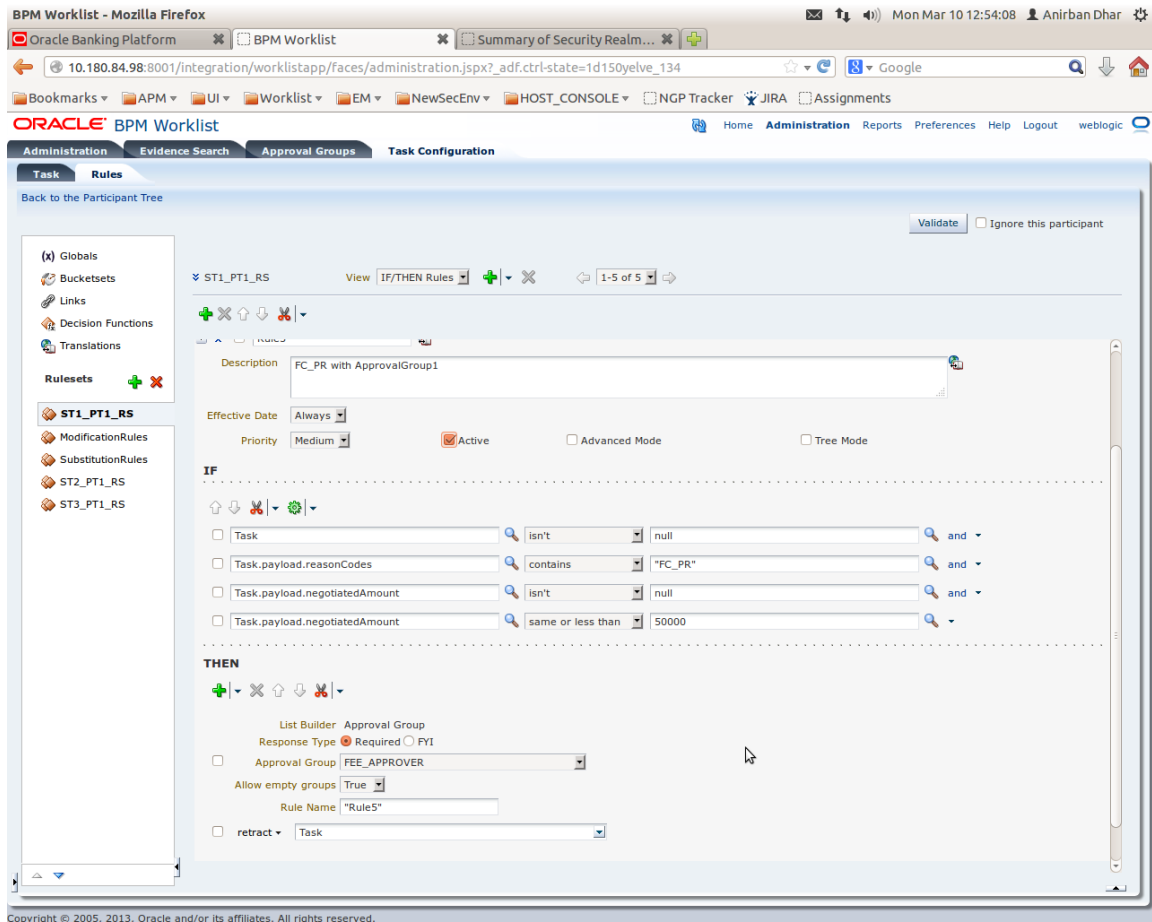 BPM Worklist - Mozilla Firefox
Mon Mar 10 12:54:08 Anirban Dhar
Oracle Banking Platform
BPM Worklist
Summary of Security Realm...
10.180.84.98:8001/integration/worklistapp/faces/administration.jspx?_adf.ctrl-state=1d150yelve_134
Google
Bookmarks APM UI Worklist EM NewSecEnv HOST_CONSOLE NGP Tracker JIRA Assignments
ORACLE BPM Worklist
Home Administration Reports Preferences Help Logout weblogic
Administration Evidence Search Approval Groups Task Configuration
Task Rules
Back to the Participant Tree
Validate Ignore this participant
(x) Globals
Bucketsets
Links
Decision Functions
Translations
Rulesets
ST1_PT1_RS
ModificationRules
SubstitutionRules
ST2_PT1_RS
ST3_PT1_RS
ST1_PT1_RS View IF/THEN Rules 1-5 of 5
Rule5
Description FC_PR with ApprovalGroup1
Effective Date Always
Priority Medium Active Advanced Mode Tree Mode
IF
Task isn't null and
Task.payload.reasonCodes contains "FC_PR" and
Task.payload.negotiatedAmount isn't null and
Task.payload.negotiatedAmount same or less than 50000
THEN
List Builder Approval Group
Response Type Required FYI
Approval Group FEE_APPROVER
Allow empty groups True
Rule Name "Rule5"
retract Task
Copyright © 2005, 2013, Oracle and/or its affiliates. All rights reserved.